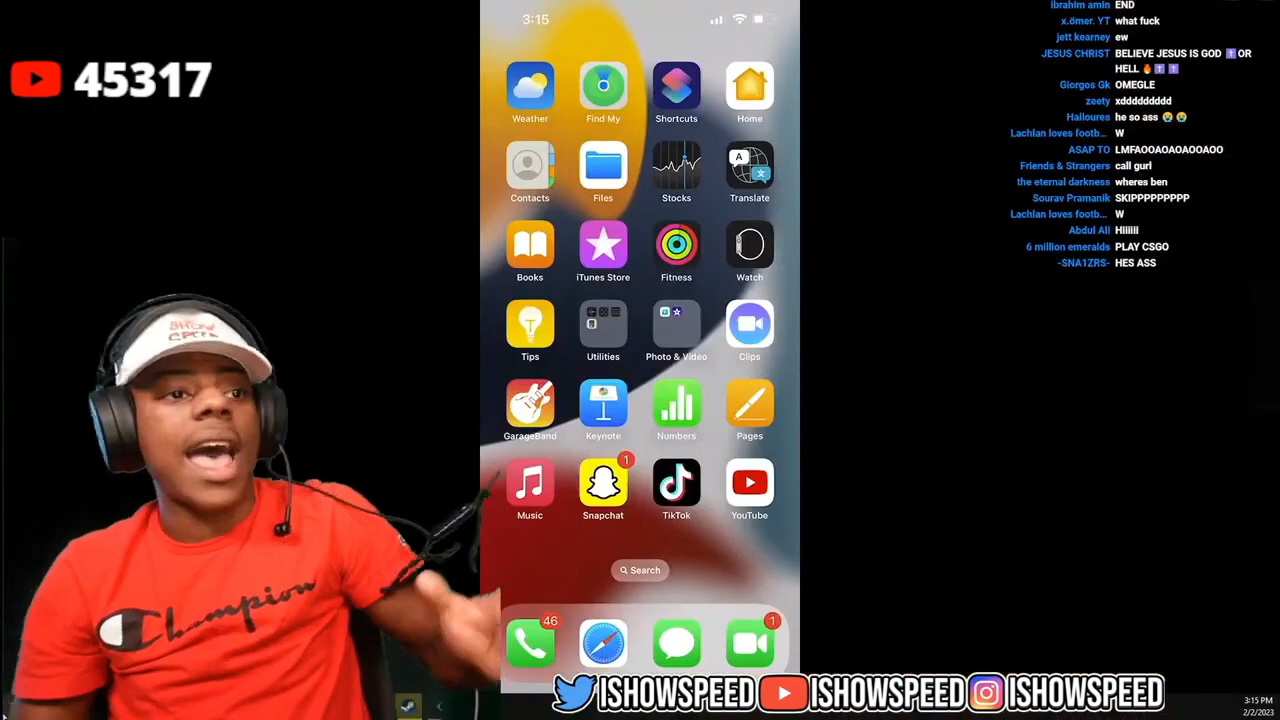 45317
SHOW
SPEED
Champion
3:15
Weather
Find My
Shortcuts
Home
Contacts
Files
Stocks
Translate
Books
iTunes Store
Fitness
Watch
Tips
Utilities
Photo & Video
Clips
GarageBand
Keynote
Numbers
Pages
1
Music
Snapchat
TikTok
YouTube
Search
46
1
ibrahim amin END
x.ömer. YT what fuck
jett kearney ew
JESUS CHRIST BELIEVE JESUS IS GOD ✝️OR
HELL 🔥✝️✝️
Giorgos Gk OMEGLE
zeety xddddddddd
Halloures he so ass 😭😭
Lachlan loves footb... W
ASAP TO LMFAOOAOAOAOOAOO
Friends & Strangers call gurl
the eternal darkness wheres ben
Sourav Pramanik SKIPPPPPPPPP
Lachlan loves footb... W
Abdul Ali Hiiiiii
6 million emeralds PLAY CSGO
-SNA1ZRS- HES ASS
ISHOWSPEED ISHOWSPEED ISHOWSPEED
3:15 PM
2/2/2023